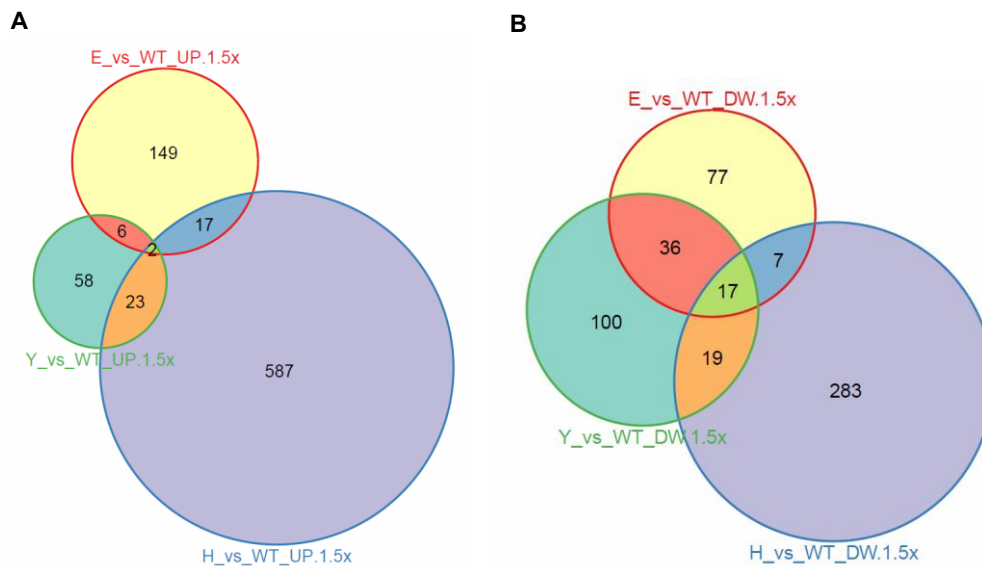 A
B
E_vs_WT_UP.1.5x
149
6
17
2
58
23
Y_vs_WT_UP.1.5x
587
H_vs_WT_UP.1.5x
E_vs_WT_DW.1.5x
77
36
7
17
100
19
283
Y_vs_WT_DW.1.5x
H_vs_WT_DW.1.5x